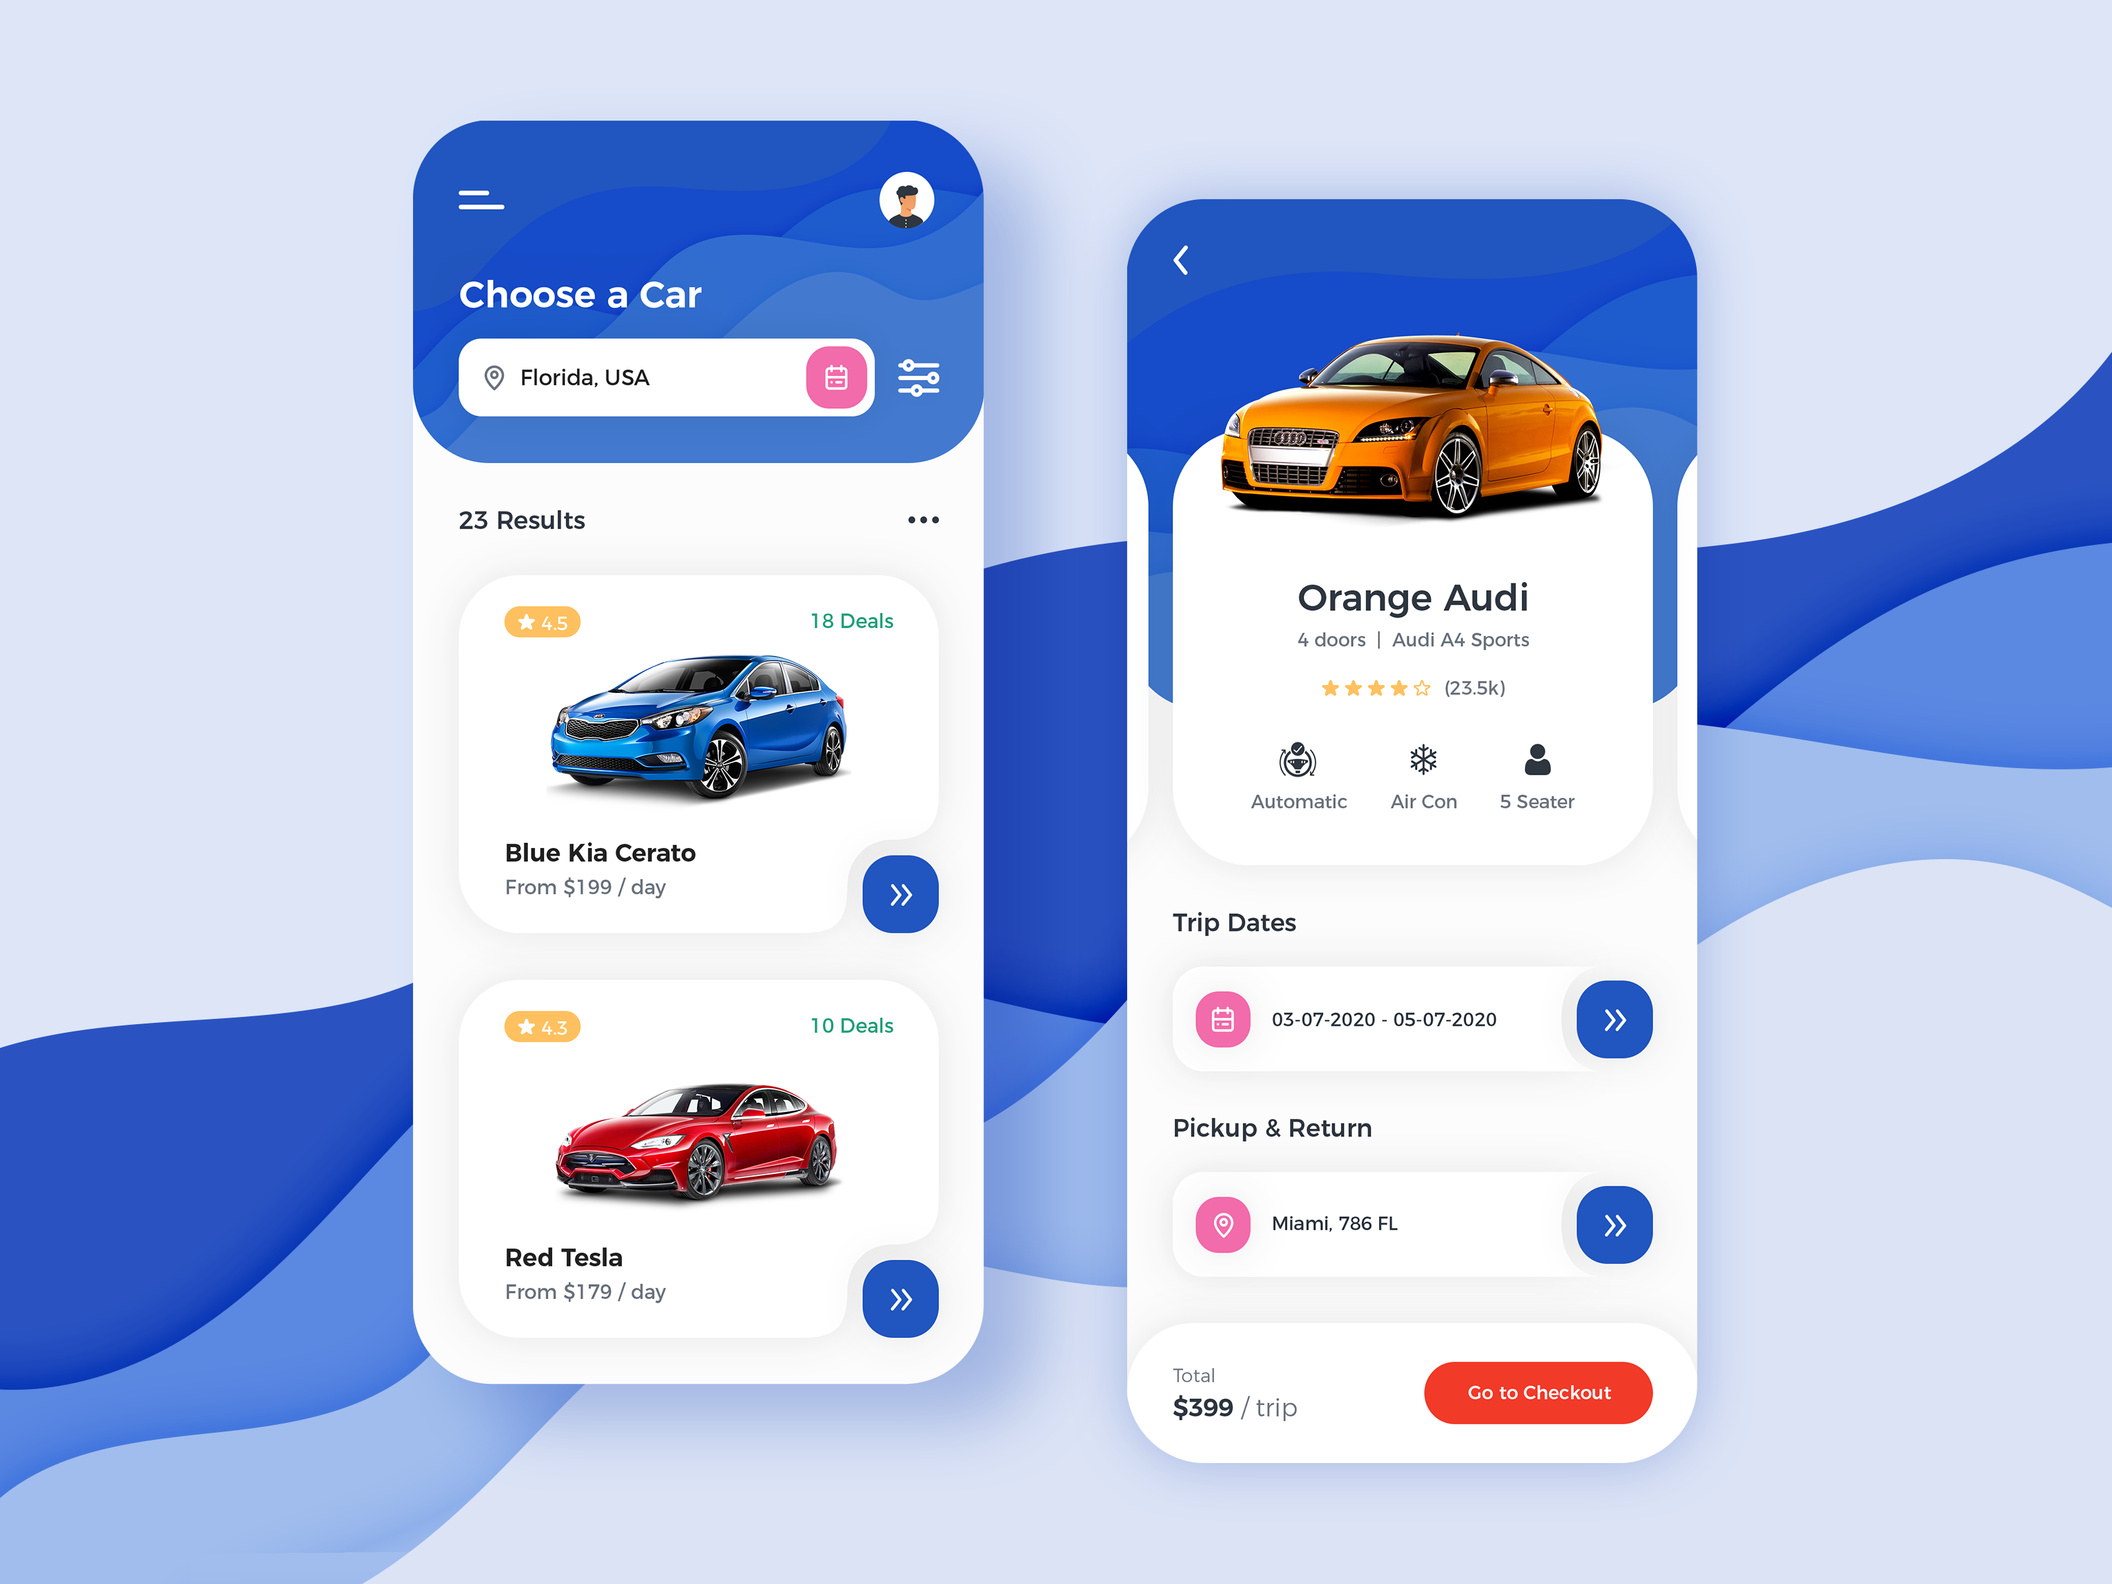 Choose a Car
Florida, USA
23 Results
4.5
18 Deals
Blue Kia Cerato
From $199 / day
4.3
10 Deals
Red Tesla
From $179 / day
Orange Audi
4 doors | Audi A4 Sports
(23.5k)
Automatic
Air Con
5 Seater
Trip Dates
03-07-2020 - 05-07-2020
Pickup & Return
Miami, 786 FL
Total
$399 / trip
Go to Checkout